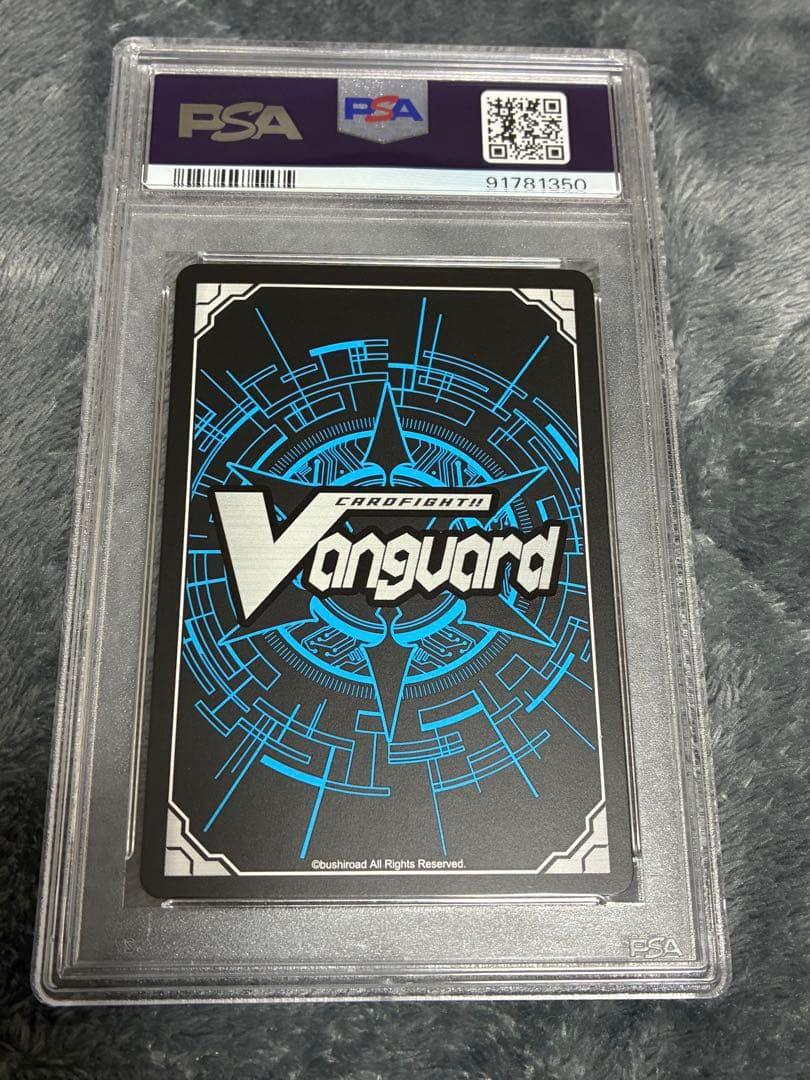 PSA
PSA
91781350
CARDFIGHT!!
Vanguard
©bushiroad All Rights Reserved.
PSA